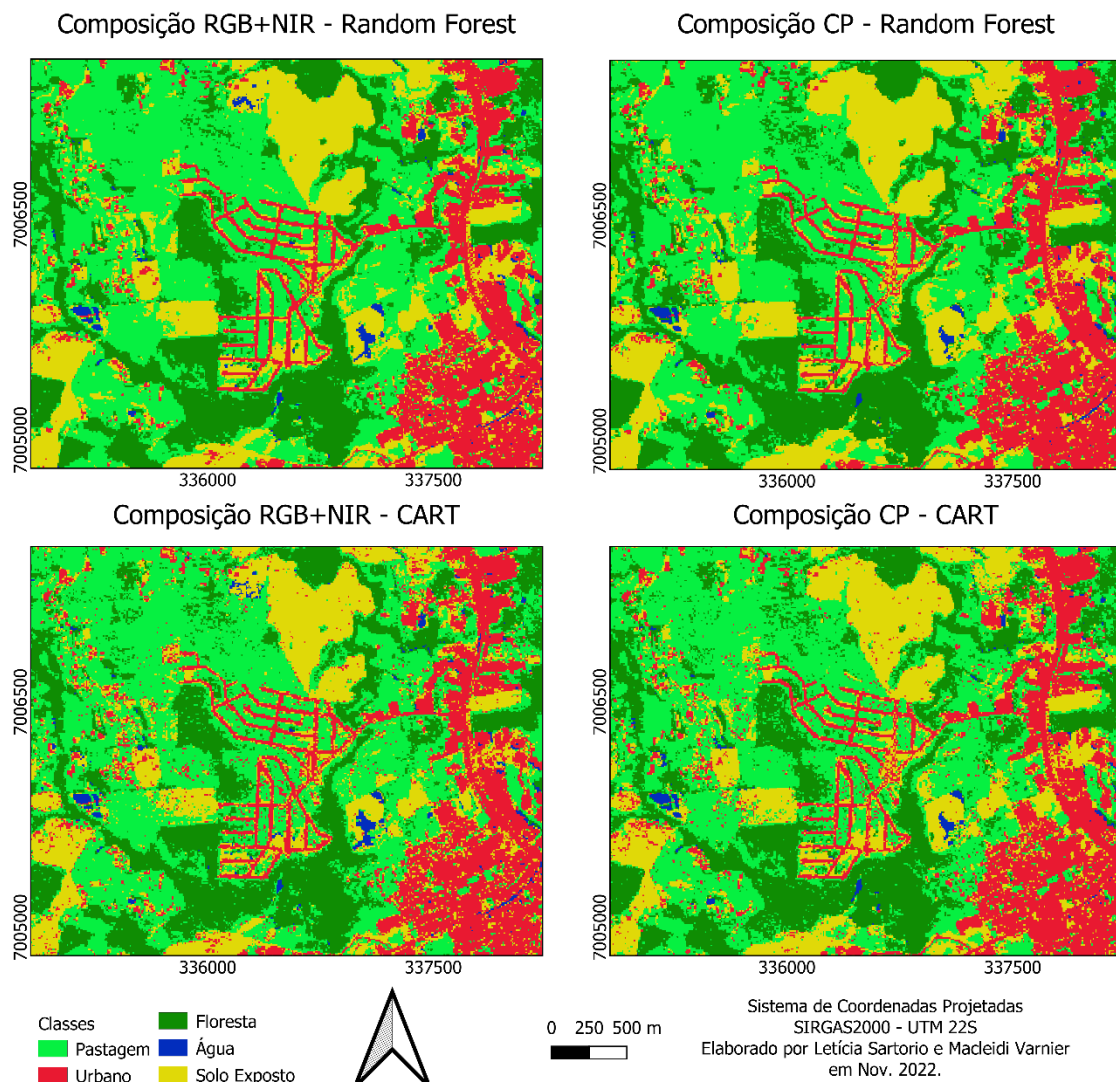 Composição RGB+NIR - Random Forest
Composição CP - Random Forest
7006500
7005000
336000
337500
7006500
7005000
336000
337500
Composição RGB+NIR - CART
Composição CP - CART
7006500
7005000
336000
337500
7006500
7005000
336000
337500
Classes
Pastagem
Urbano
Floresta
Água
Solo Exposto
0 250 500 m
Sistema de Coordenadas Projetadas
SIRGAS2000 - UTM 22S
Elaborado por Letícia Sartorio e Macleidi Varnier
em Nov. 2022.